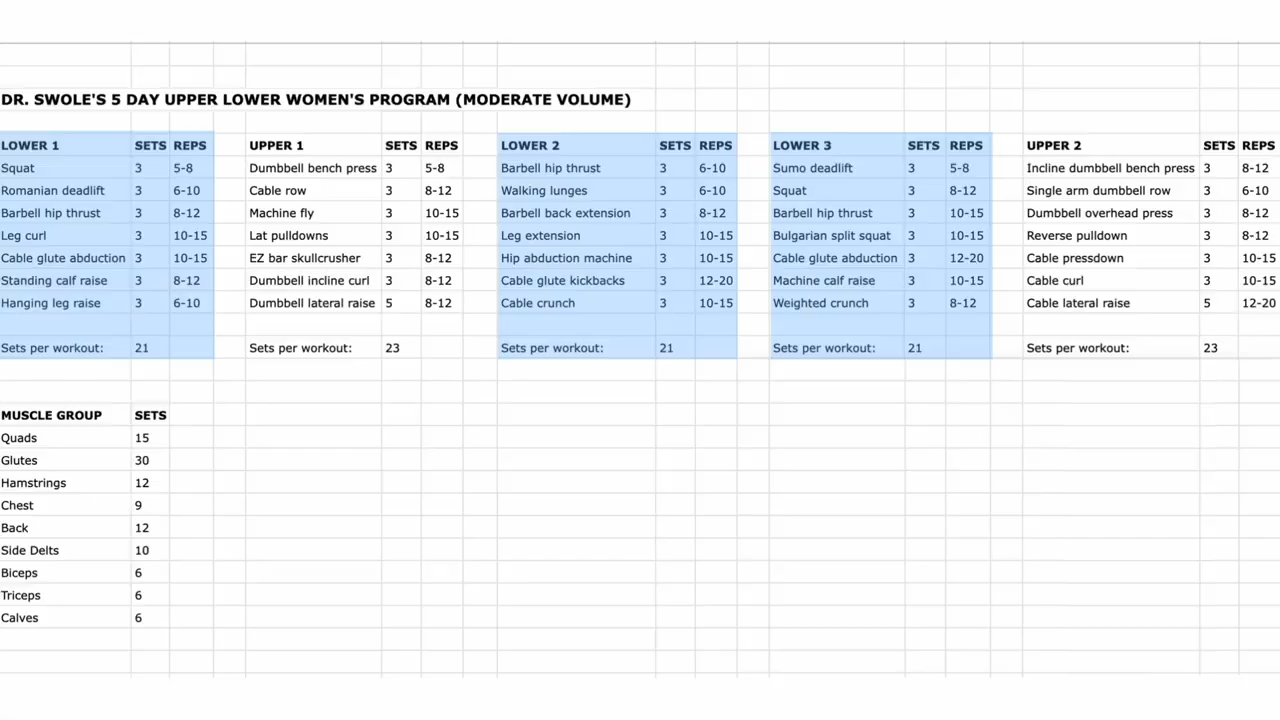 DR. SWOLE'S 5 DAY UPPER LOWER WOMEN'S PROGRAM (MODERATE VOLUME)
LOWER 1 SETS REPS UPPER 1 SETS REPS LOWER 2 SETS REPS LOWER 3 SETS REPS UPPER 2 SETS REPS
Squat 3 5-8 Dumbbell bench press 3 5-8 Barbell hip thrust 3 6-10 Sumo deadlift 3 5-8 Incline dumbbell bench press 3 8-12
Romanian deadlift 3 6-10 Cable row 3 8-12 Walking lunges 3 6-10 Squat 3 8-12 Single arm dumbbell row 3 6-10
Barbell hip thrust 3 8-12 Machine fly 3 10-15 Barbell back extension 3 8-12 Barbell hip thrust 3 10-15 Dumbbell overhead press 3 8-12
Leg curl 3 10-15 Lat pulldowns 3 10-15 Leg extension 3 10-15 Bulgarian split squat 3 10-15 Reverse pulldown 3 8-12
Cable glute abduction 3 10-15 EZ bar skullcrusher 3 8-12 Hip abduction machine 3 10-15 Cable glute abduction 3 12-20 Cable pressdown 3 10-15
Standing calf raise 3 8-12 Dumbbell incline curl 3 8-12 Cable glute kickbacks 3 12-20 Machine calf raise 3 10-15 Cable curl 3 10-15
Hanging leg raise 3 6-10 Dumbbell lateral raise 5 8-12 Cable crunch 3 10-15 Weighted crunch 3 8-12 Cable lateral raise 5 12-20
Sets per workout: 21 Sets per workout: 23 Sets per workout: 21 Sets per workout: 21 Sets per workout: 23
MUSCLE GROUP SETS
Quads 15
Glutes 30
Hamstrings 12
Chest 9
Back 12
Side Delts 10
Biceps 6
Triceps 6
Calves 6